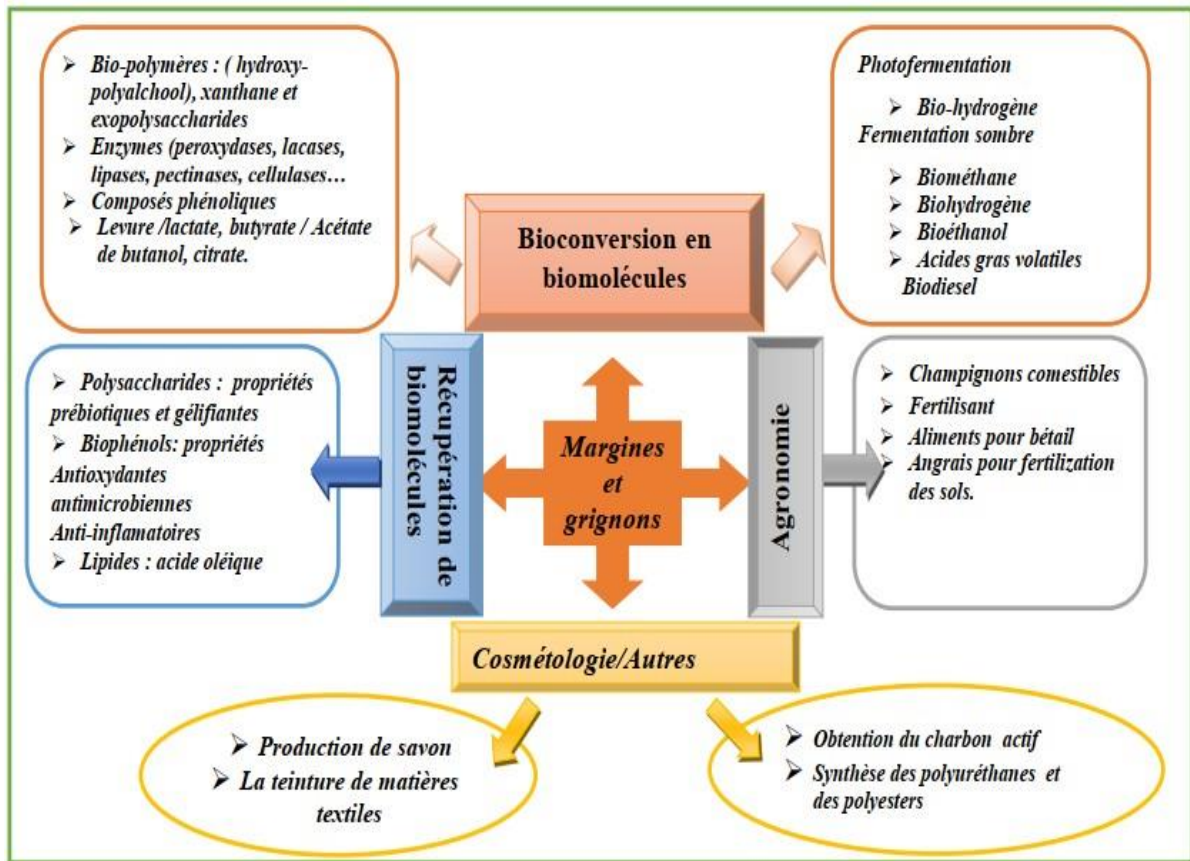 ➤ Bio-polymères : ( hydroxy-
polyalchool), xanthane et
exopolysaccharides
➤ Enzymes (peroxydases, lacases,
lipases, pectinases, cellulases…
➤ Composés phénoliques
➤ Levure /lactate, butyrate / Acétate
de butanol, citrate.
Bioconversion en
biomolécules
Photofermentation
➤ Bio-hydrogène
Fermentation sombre
➤ Biométhane
➤ Biohydrogène
➤ Bioéthanol
➤ Acides gras volatiles
Biodiesel
➤ Polysaccharides : propriétés
prébiotiques et gélifiantes
➤ Biophénols: propriétés
Antioxydantes
antimicrobiennes
Anti-inflamatoires
➤ Lipides : acide oléique
Récupération de
biomolécules
Margines
et
grignons
Agronomie
➤ Champignons comestibles
➤ Fertilisant
➤ Aliments pour bétail
➤ Angrais pour fertilization
des sols.
Cosmétologie/Autres
➤ Production de savon
➤ La teinture de matières
textiles
➤ Obtention du charbon actif
➤ Synthèse des polyuréthanes et
des polyesters